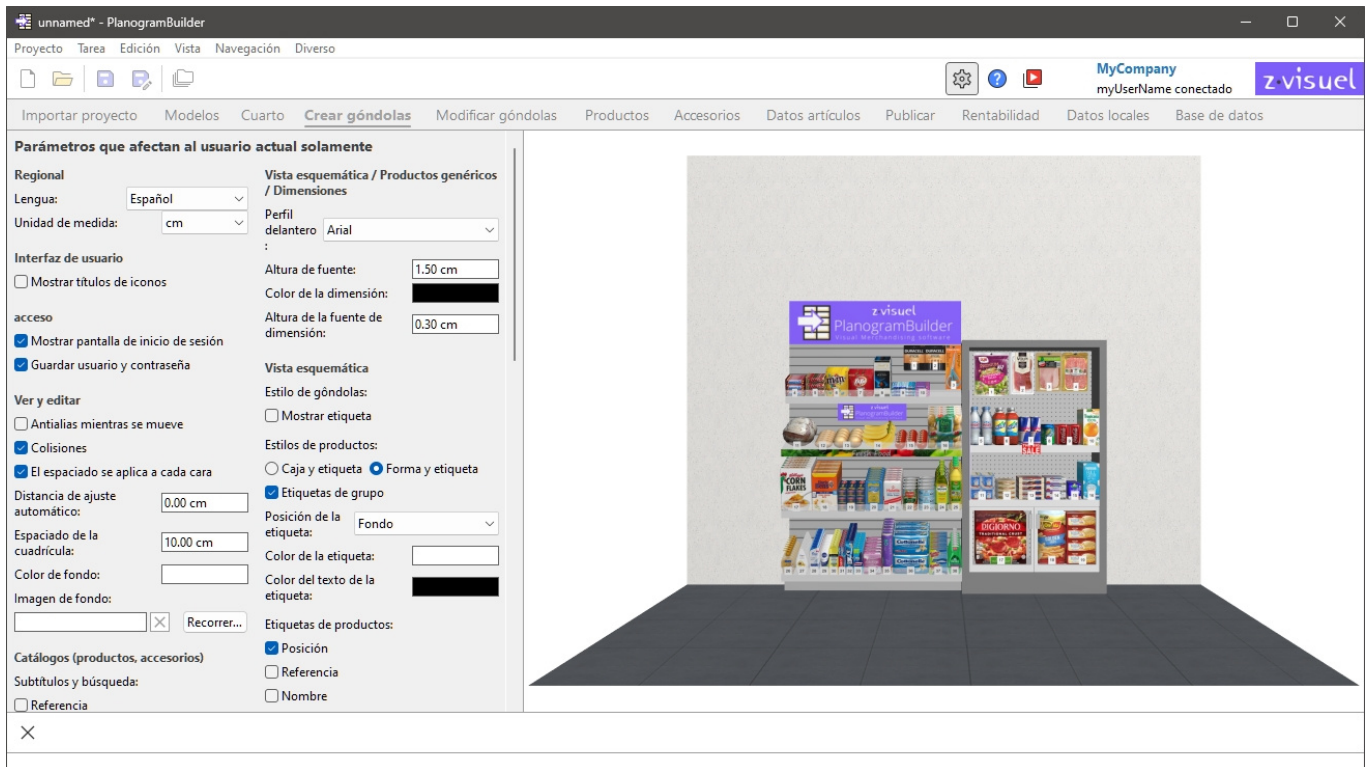 unnamed* - PlanogramBuilder
Proyecto Tarea Edición Vista Navegación Diverso
MyCompany
myUserName conectado
z·visuel
Importar proyecto Modelos Cuarto Crear góndolas Modificar góndolas Productos Accesorios Datos artículos Publicar Rentabilidad Datos locales Base de datos
Parámetros que afectan al usuario actual solamente
Regional
Lengua: Español
Unidad de medida: cm
Interfaz de usuario
Mostrar títulos de iconos
acceso
Mostrar pantalla de inicio de sesión
Guardar usuario y contraseña
Ver y editar
Antialias mientras se mueve
Colisiones
El espaciado se aplica a cada cara
Distancia de ajuste
automático:
0.00 cm
Espaciado de la
cuadrícula:
10.00 cm
Color de fondo:
Imagen de fondo:
Recorrer...
Catálogos (productos, accesorios)
Subtítulos y búsqueda:
Referencia
Vista esquemática / Productos genéricos
/ Dimensiones
Perfil
delantero
:
Arial
Altura de fuente: 1.50 cm
Color de la dimensión:
Altura de la fuente de
dimensión:
0.30 cm
Vista esquemática
Estilo de góndolas:
Mostrar etiqueta
Estilos de productos:
Caja y etiqueta Forma y etiqueta
Etiquetas de grupo
Posición de la
etiqueta:
Fondo
Color de la etiqueta:
Color del texto de la
etiqueta:
Etiquetas de productos:
Posición
Referencia
Nombre
z·visuel
PlanogramBuilder
Visual Merchandising software
DURACELL DURACELL
z·visuel
PlanogramBuilder
SALE
CORN
FLAKES
Cottonelle
DIGIORNO
TRADITIONAL CRUST